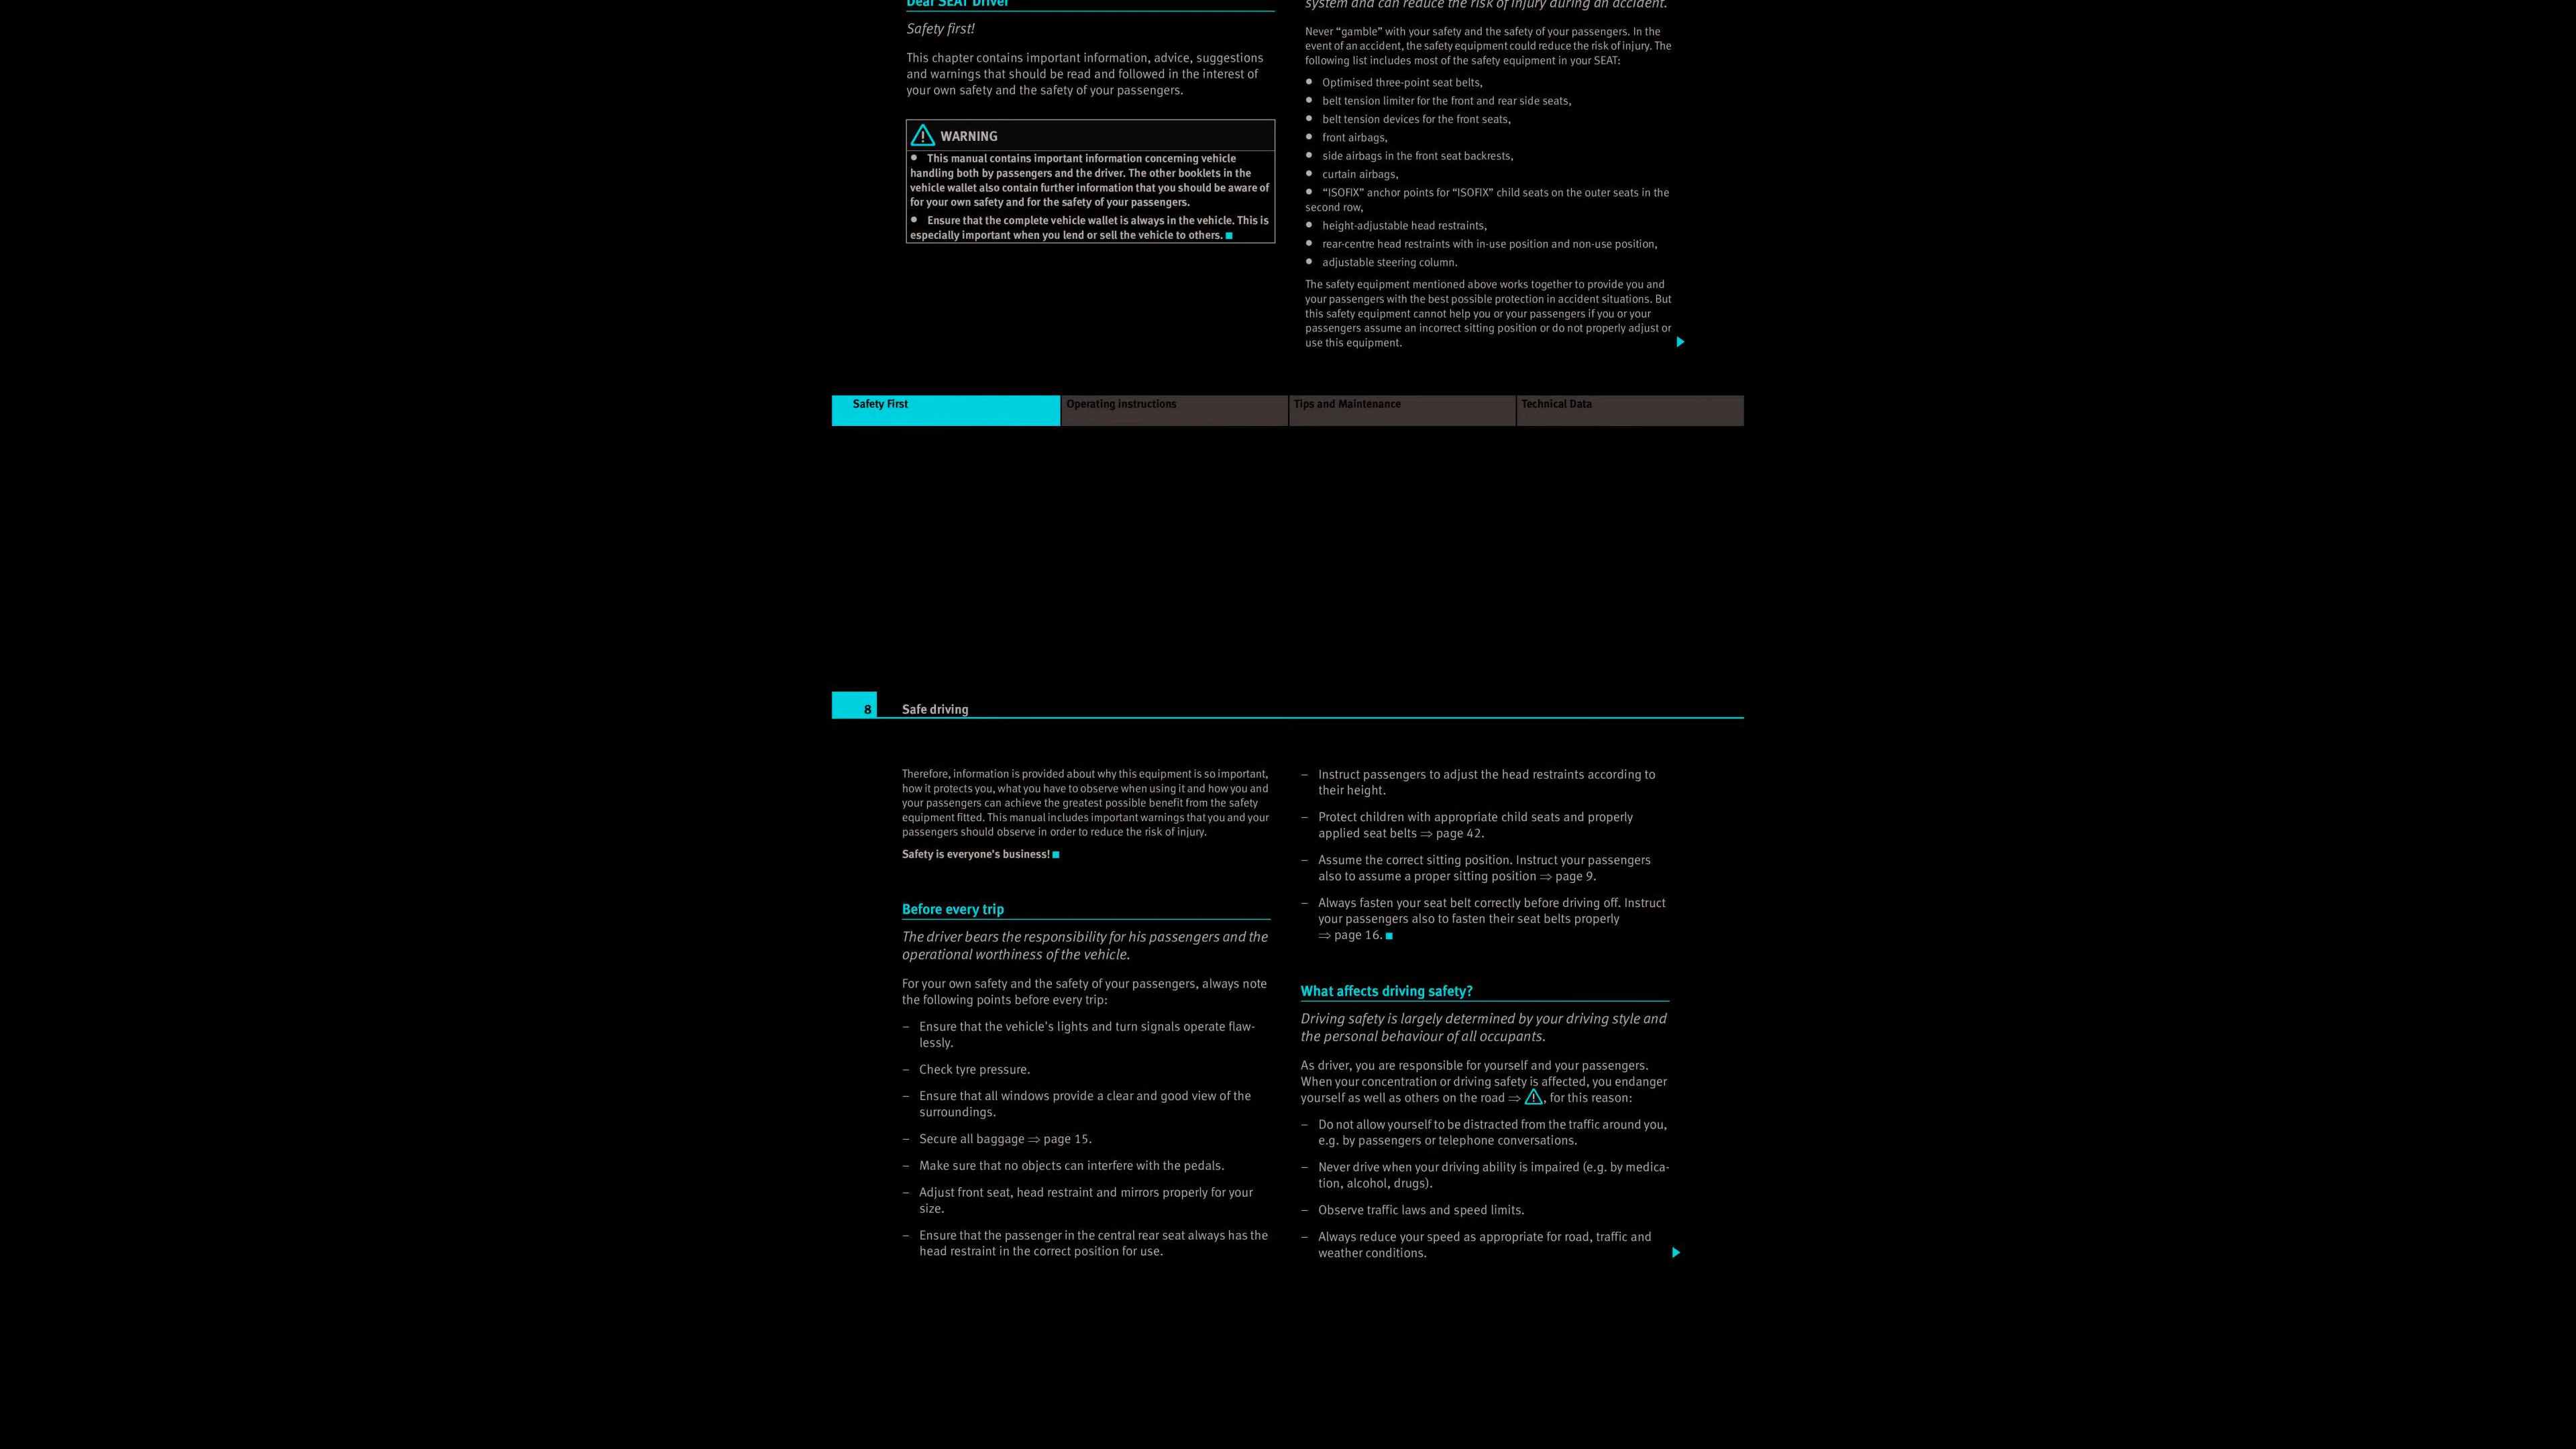 Dear SEAT Driver
Safety first!
This chapter contains important information, advice, suggestions
and warnings that should be read and followed in the interest of
your own safety and the safety of your passengers.
WARNING
• This manual contains important information concerning vehicle
handling both by passengers and the driver. The other booklets in the
vehicle wallet also contain further information that you should be aware of
for your own safety and for the safety of your passengers.
• Ensure that the complete vehicle wallet is always in the vehicle. This is
especially important when you lend or sell the vehicle to others.
system and can reduce the risk of injury during an accident.
Never “gamble” with your safety and the safety of your passengers. In the
event of an accident, the safety equipment could reduce the risk of injury. The
following list includes most of the safety equipment in your SEAT:
• Optimised three-point seat belts,
• belt tension limiter for the front and rear side seats,
• belt tension devices for the front seats,
• front airbags,
• side airbags in the front seat backrests,
• curtain airbags,
• “ISOFIX” anchor points for “ISOFIX” child seats on the outer seats in the
second row,
• height-adjustable head restraints,
• rear-centre head restraints with in-use position and non-use position,
• adjustable steering column.
The safety equipment mentioned above works together to provide you and
your passengers with the best possible protection in accident situations. But
this safety equipment cannot help you or your passengers if you or your
passengers assume an incorrect sitting position or do not properly adjust or
use this equipment.
Safety First
Operating instructions
Tips and Maintenance
Technical Data
8
Safe driving
Therefore, information is provided about why this equipment is so important,
how it protects you, what you have to observe when using it and how you and
your passengers can achieve the greatest possible benefit from the safety
equipment fitted. This manual includes important warnings that you and your
passengers should observe in order to reduce the risk of injury.
Safety is everyone's business!
Before every trip
The driver bears the responsibility for his passengers and the
operational worthiness of the vehicle.
For your own safety and the safety of your passengers, always note
the following points before every trip:
– Ensure that the vehicle's lights and turn signals operate flaw-
lessly.
– Check tyre pressure.
– Ensure that all windows provide a clear and good view of the
surroundings.
– Secure all baggage ⇒ page 15.
– Make sure that no objects can interfere with the pedals.
– Adjust front seat, head restraint and mirrors properly for your
size.
– Ensure that the passenger in the central rear seat always has the
head restraint in the correct position for use.
– Instruct passengers to adjust the head restraints according to
their height.
– Protect children with appropriate child seats and properly
applied seat belts ⇒ page 42.
– Assume the correct sitting position. Instruct your passengers
also to assume a proper sitting position ⇒ page 9.
– Always fasten your seat belt correctly before driving off. Instruct
your passengers also to fasten their seat belts properly
⇒ page 16.
What affects driving safety?
Driving safety is largely determined by your driving style and
the personal behaviour of all occupants.
As driver, you are responsible for yourself and your passengers.
When your concentration or driving safety is affected, you endanger
yourself as well as others on the road ⇒ ⚠, for this reason:
– Do not allow yourself to be distracted from the traffic around you,
e.g. by passengers or telephone conversations.
– Never drive when your driving ability is impaired (e.g. by medica-
tion, alcohol, drugs).
– Observe traffic laws and speed limits.
– Always reduce your speed as appropriate for road, traffic and
weather conditions.